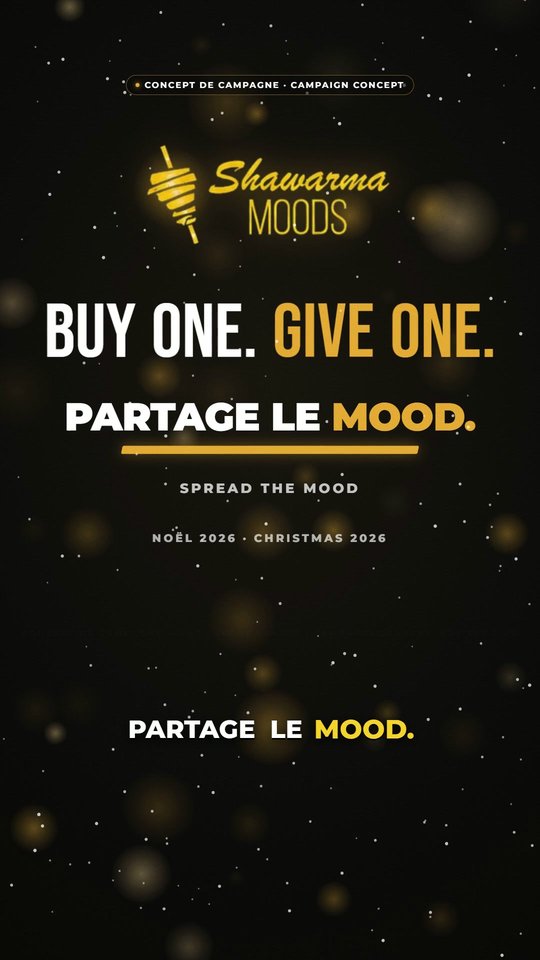 CONCEPT DE CAMPAGNE · CAMPAIGN CONCEPT
Shawarma
MOODS
BUY ONE. GIVE ONE.
PARTAGE LE MOOD.
SPREAD THE MOOD
NOËL 2026 · CHRISTMAS 2026
PARTAGE LE MOOD.